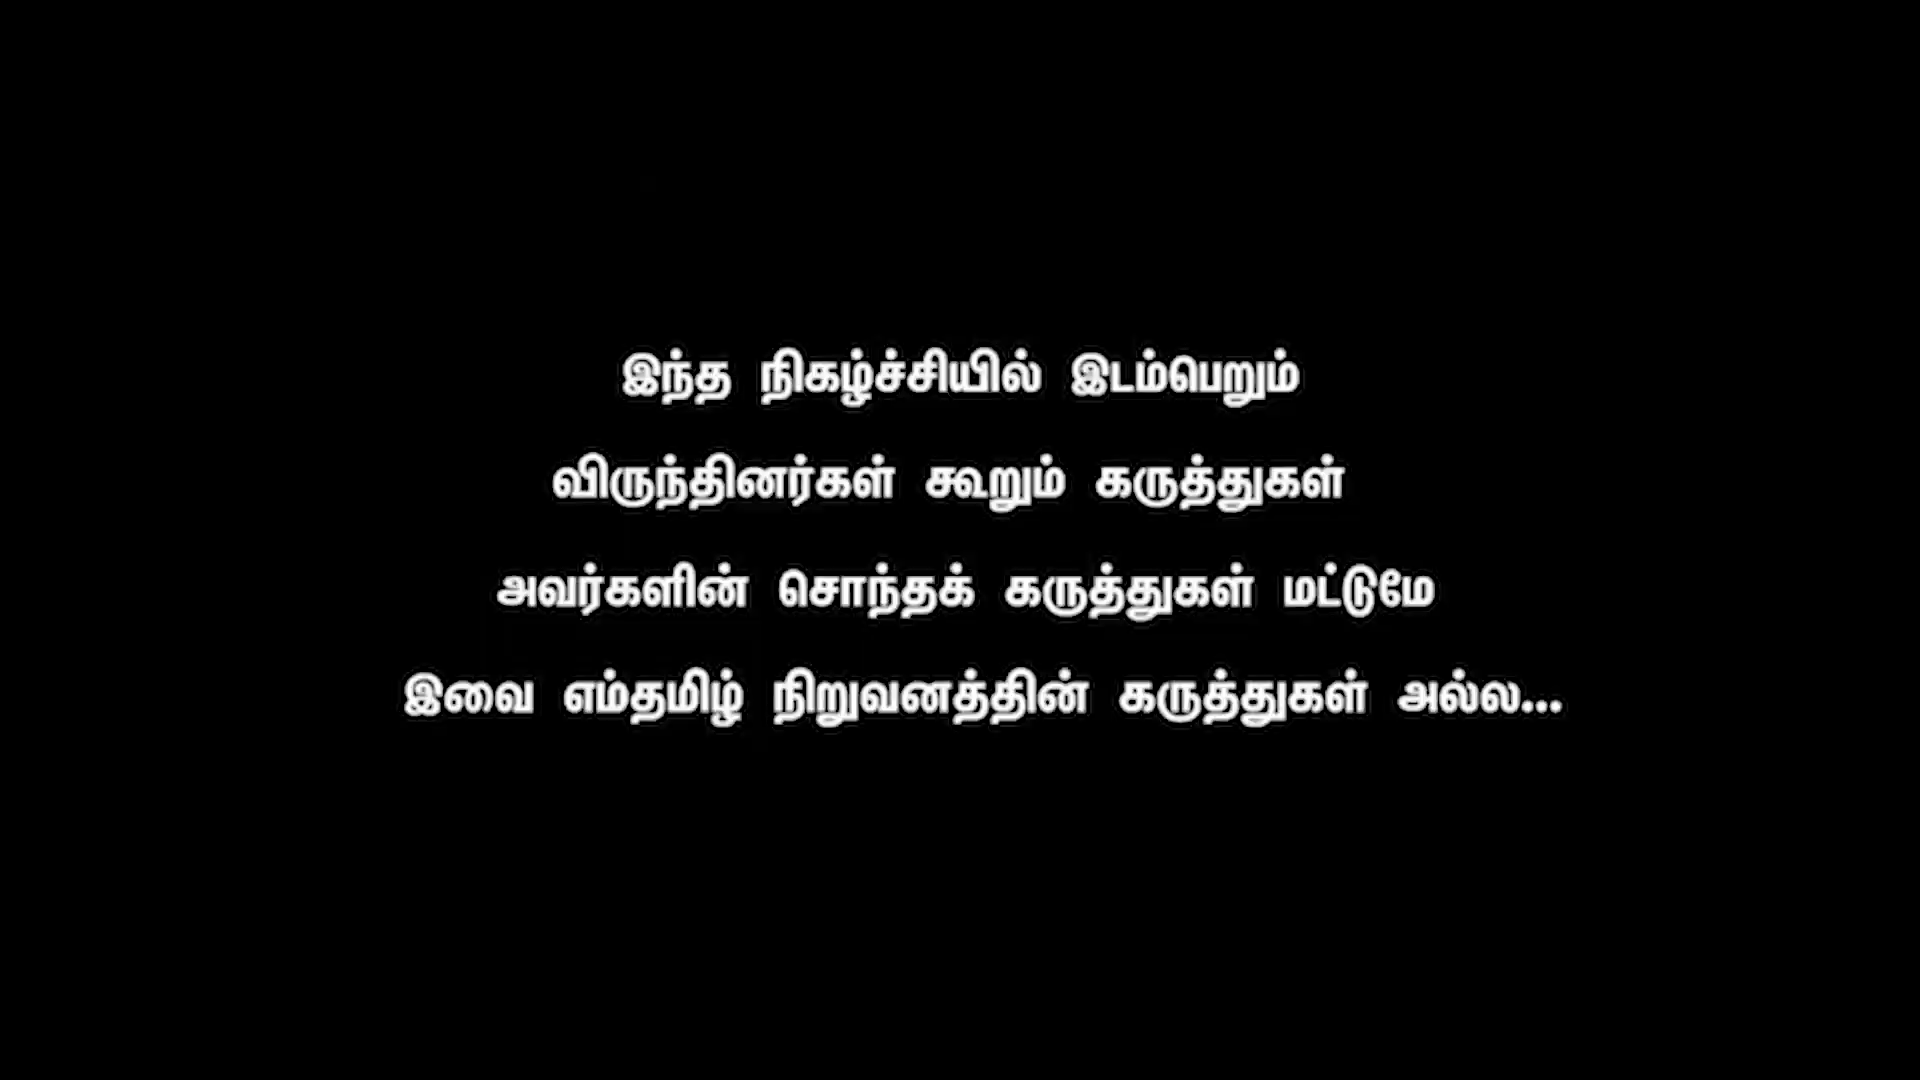 இந்த நிகழ்ச்சியில் இடம்பெறும்
விருந்தினர்கள் கூறும் கருத்துகள்
அவர்களின் சொந்தக் கருத்துகள் மட்டுமே
இவை எம்தமிழ் நிறுவனத்தின் கருத்துகள் அல்ல...